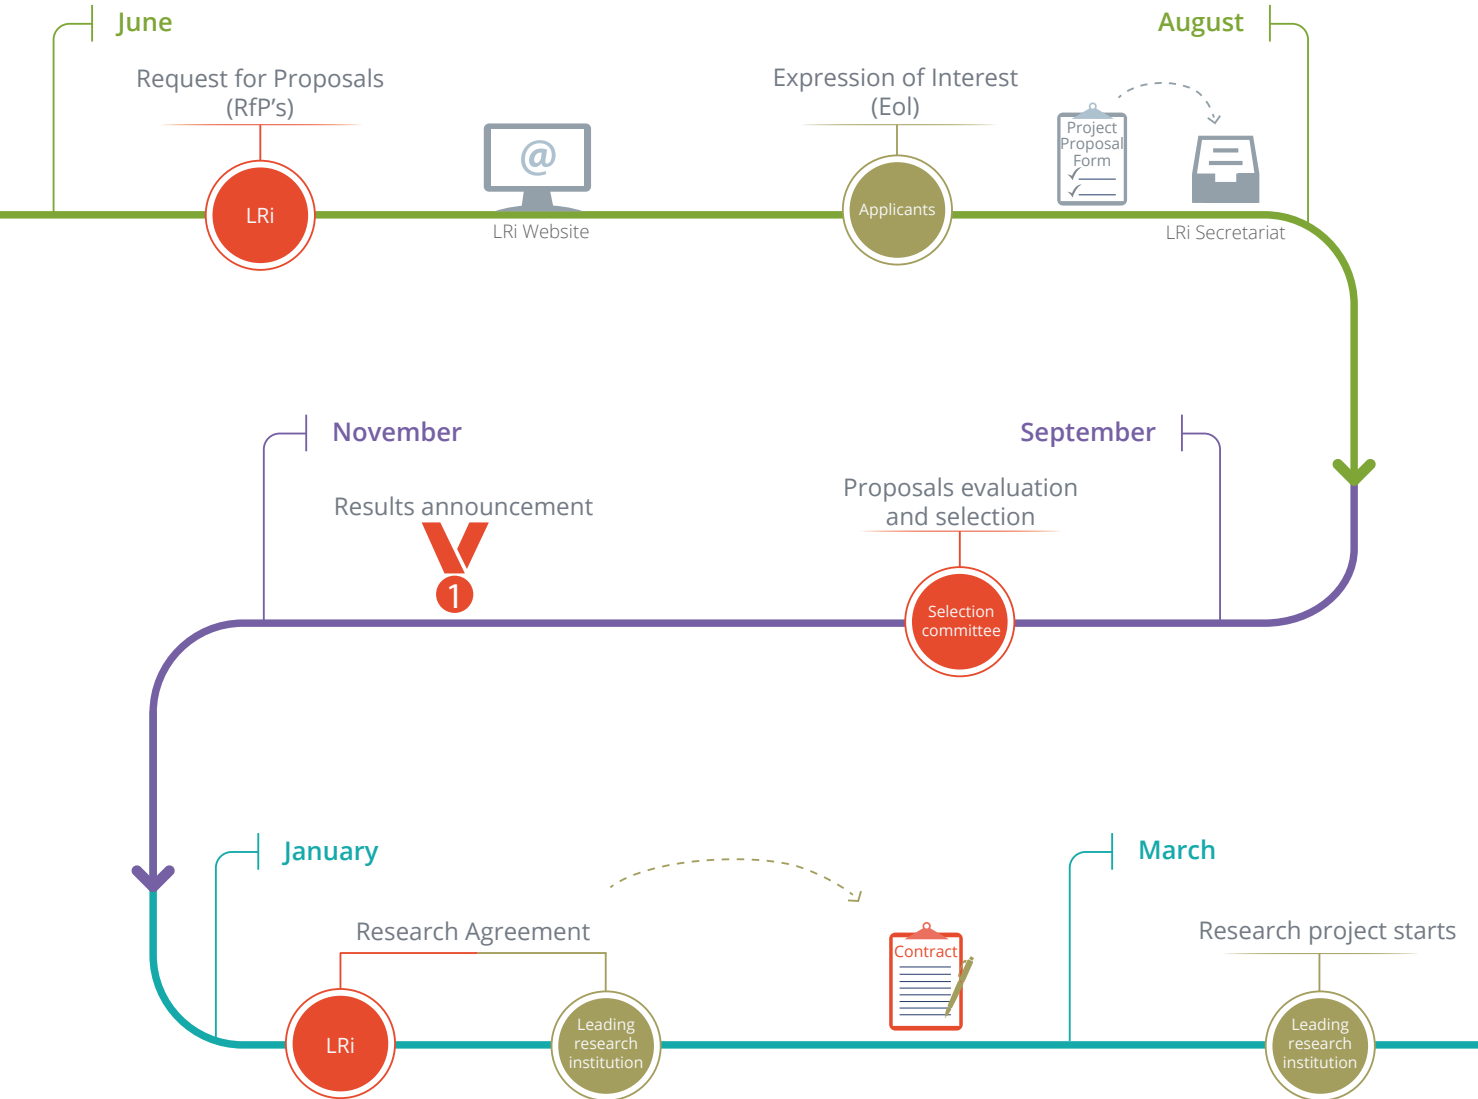 June
August
Request for Proposals
(RfP's)
Expression of Interest
(EoI)
@
Project
Proposal
Form
LRi
Applicants
LRi Website
LRi Secretariat
November
September
Results announcement
1
Proposals evaluation
and selection
Selection
committee
January
March
Research Agreement
Contract
Research project starts
LRi
Leading
research
institution
Leading
research
institution